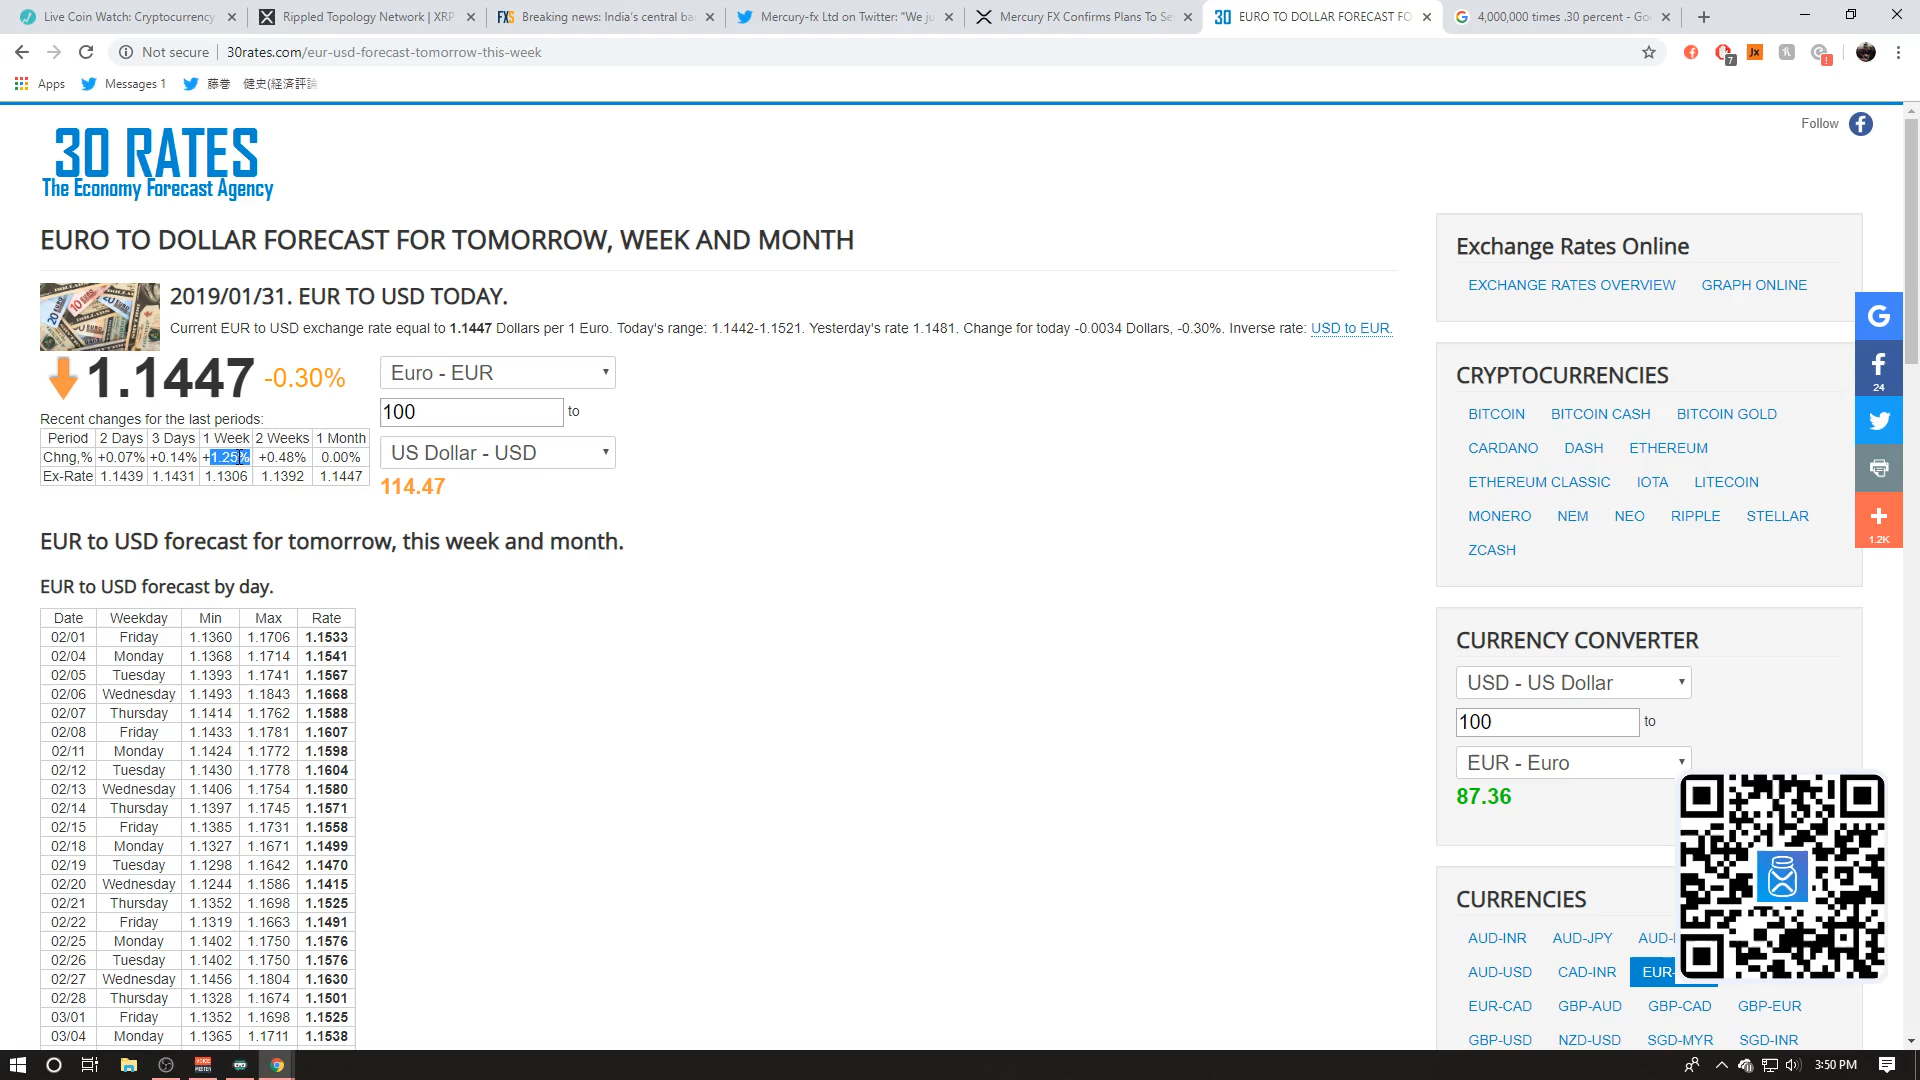 Live Coin Watch: Cryptocurrency
Rippled Topology Network | XRP
FXS Breaking news: India's central ba
Mercury-fx Ltd on Twitter: "We ju
Mercury FX Confirms Plans To Se
30 EURO TO DOLLAR FORECAST FO
4,000,000 times .30 percent - Go
Not secure
30rates.com/eur-usd-forecast-tomorrow-this-week
7
Jx
Apps
Messages 1
藤巻 健史(経済評論
Follow
30 RATES
The Economy Forecast Agency
EURO TO DOLLAR FORECAST FOR TOMORROW, WEEK AND MONTH
2019/01/31. EUR TO USD TODAY.
Current EUR to USD exchange rate equal to 1.1447 Dollars per 1 Euro. Today's range: 1.1442-1.1521. Yesterday's rate 1.1481. Change for today -0.0034 Dollars, -0.30%. Inverse rate: USD to EUR.
1.1447 -0.30%
Recent changes for the last periods:
Period 2 Days 3 Days 1 Week 2 Weeks 1 Month
Chng,% +0.07% +0.14% +1.25% +0.48% 0.00%
Ex-Rate 1.1439 1.1431 1.1306 1.1392 1.1447
Euro - EUR
100 to
US Dollar - USD
114.47
EUR to USD forecast for tomorrow, this week and month.
EUR to USD forecast by day.
Date Weekday Min Max Rate
02/01 Friday 1.1360 1.1706 1.1533
02/04 Monday 1.1368 1.1714 1.1541
02/05 Tuesday 1.1393 1.1741 1.1567
02/06 Wednesday 1.1493 1.1843 1.1668
02/07 Thursday 1.1414 1.1762 1.1588
02/08 Friday 1.1433 1.1781 1.1607
02/11 Monday 1.1424 1.1772 1.1598
02/12 Tuesday 1.1430 1.1778 1.1604
02/13 Wednesday 1.1406 1.1754 1.1580
02/14 Thursday 1.1397 1.1745 1.1571
02/15 Friday 1.1385 1.1731 1.1558
02/18 Monday 1.1327 1.1671 1.1499
02/19 Tuesday 1.1298 1.1642 1.1470
02/20 Wednesday 1.1244 1.1586 1.1415
02/21 Thursday 1.1352 1.1698 1.1525
02/22 Friday 1.1319 1.1663 1.1491
02/25 Monday 1.1402 1.1750 1.1576
02/26 Tuesday 1.1402 1.1750 1.1576
02/27 Wednesday 1.1456 1.1804 1.1630
02/28 Thursday 1.1328 1.1674 1.1501
03/01 Friday 1.1352 1.1698 1.1525
03/04 Monday 1.1365 1.1711 1.1538
Exchange Rates Online
EXCHANGE RATES OVERVIEW GRAPH ONLINE
CRYPTOCURRENCIES
BITCOIN BITCOIN CASH BITCOIN GOLD
CARDANO DASH ETHEREUM
ETHEREUM CLASSIC IOTA LITECOIN
MONERO NEM NEO RIPPLE STELLAR
ZCASH
CURRENCY CONVERTER
USD - US Dollar
100 to
EUR - Euro
87.36
CURRENCIES
AUD-INR AUD-JPY AUD-
AUD-USD CAD-INR EUR-
EUR-CAD GBP-AUD GBP-CAD GBP-EUR
GBP-USD NZD-USD SGD-MYR SGD-INR
24
1.2K
3:50 PM